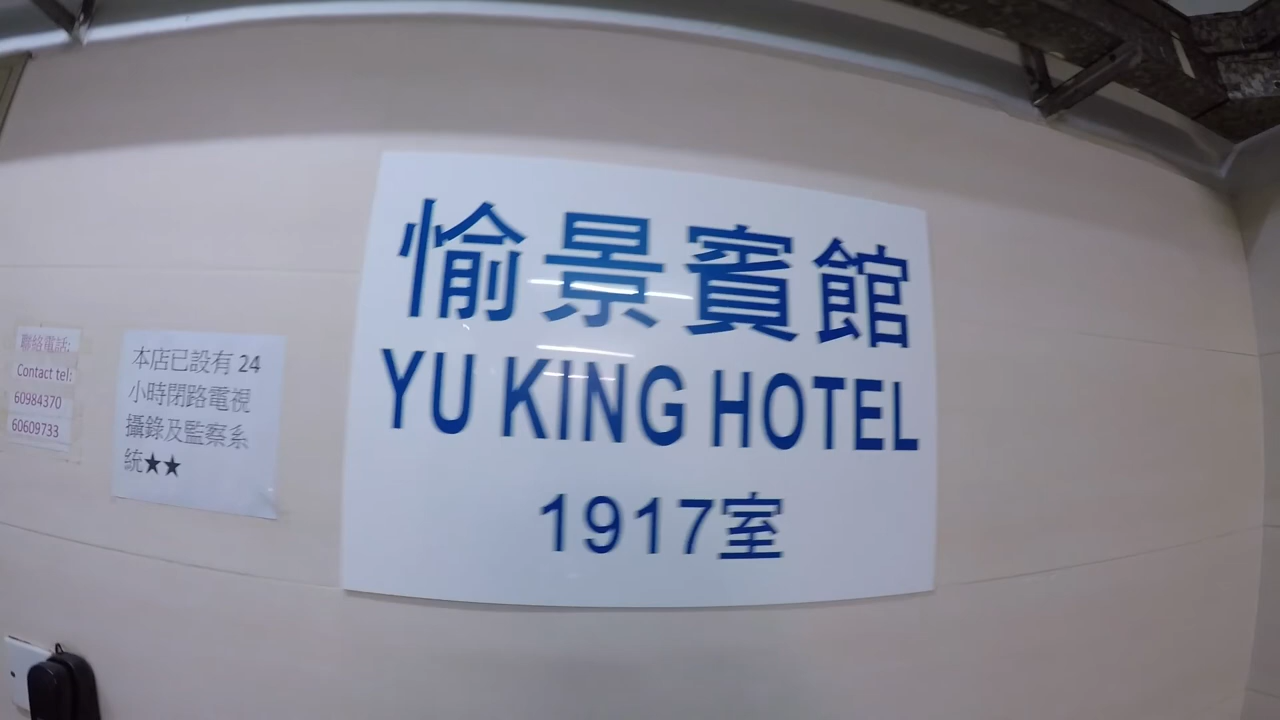 愉景賓館
YU KING HOTEL
1917室
聯絡電話:
Contact tel:
60984370
60609733
本店已設有 24
小時閉路電視
攝錄及監察系
統★★